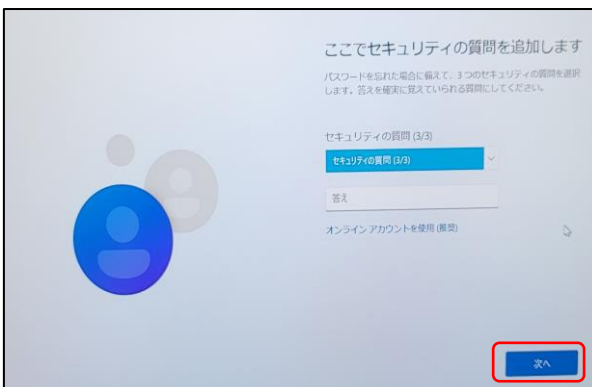 ここでセキュリティの質問を追加します
パスワードを忘れた場合に備えて、3 つのセキュリティの質問を選択
します。答えを確実に覚えていられる質問にしてください。
セキュリティの質問 (3/3)
セキュリティの質問 (3/3)
答え
オンライン アカウントを使用 (推奨)
次へ